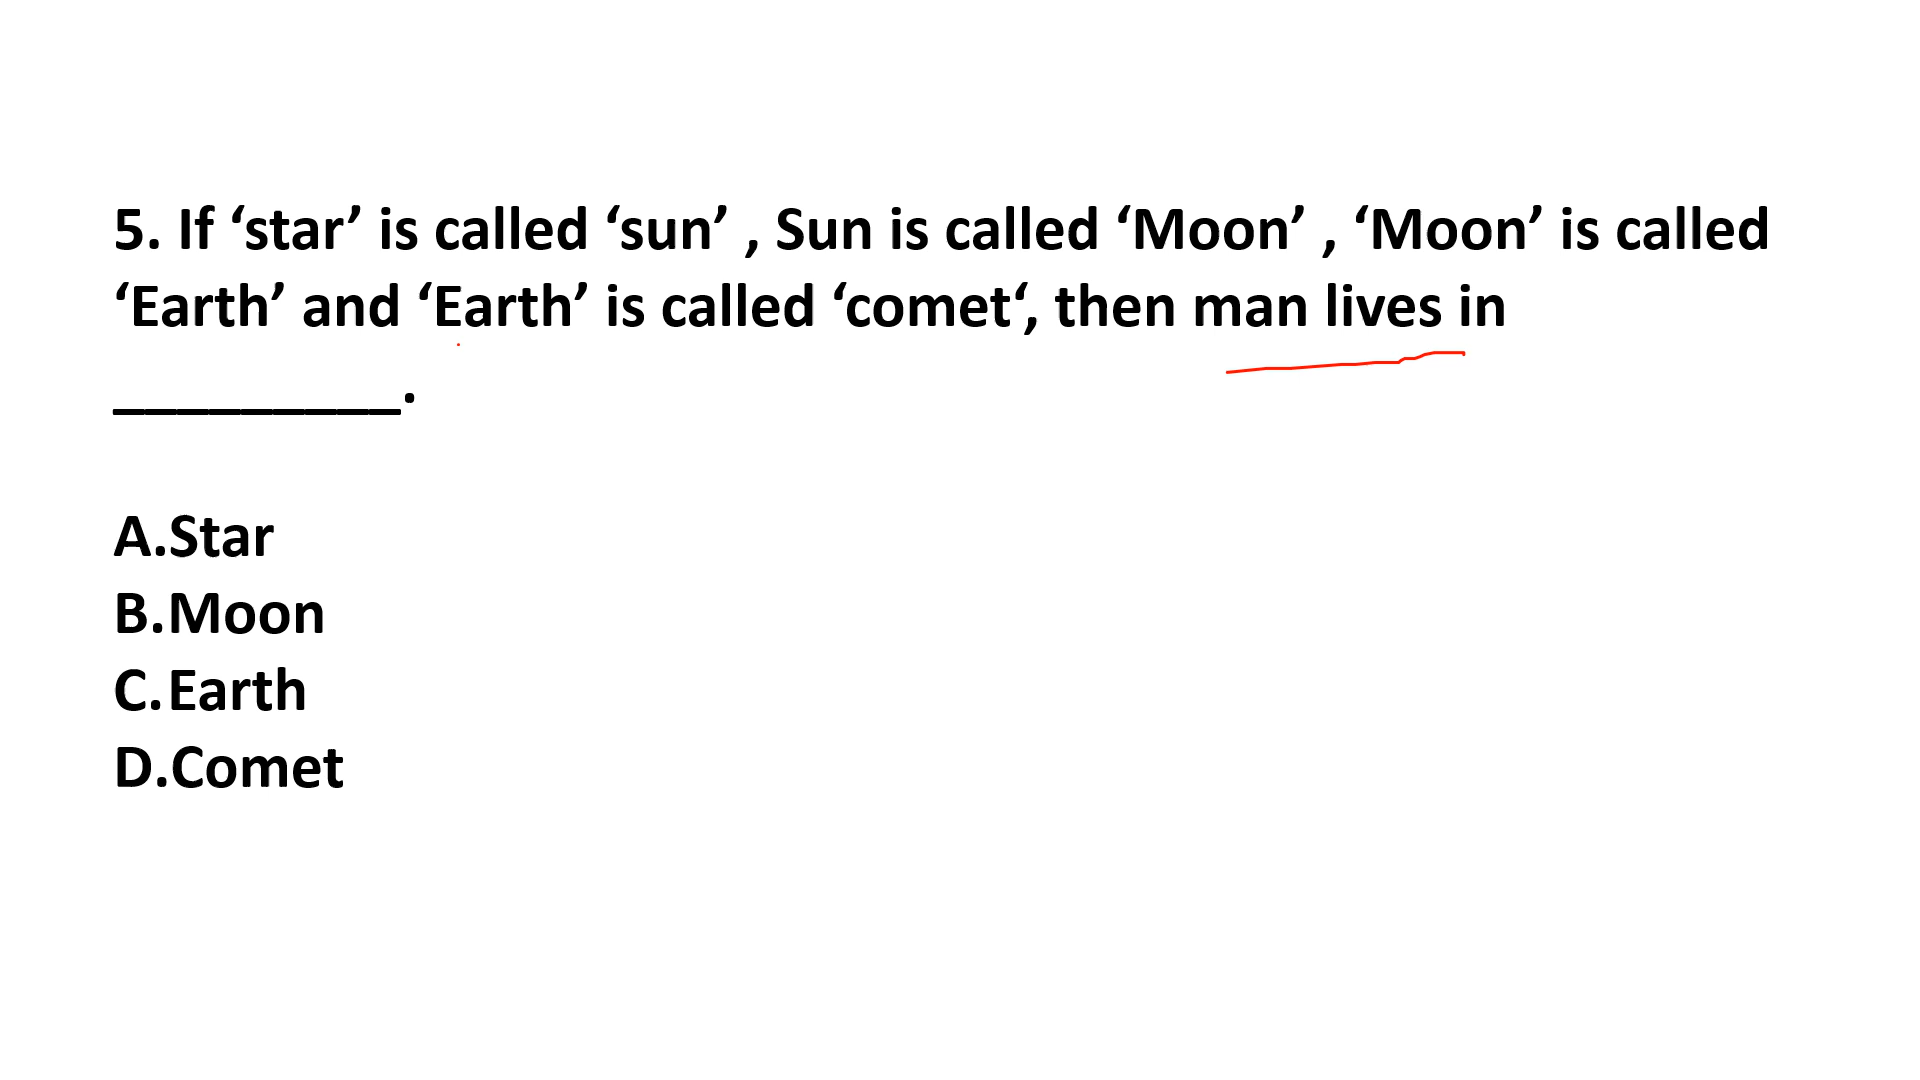 5. If ‘star’ is called ‘sun’ , Sun is called ‘Moon’ , ‘Moon’ is called
‘Earth’ and ‘Earth’ is called ‘comet‘, then man lives in
_________.
A.Star
B.Moon
C.Earth
D.Comet